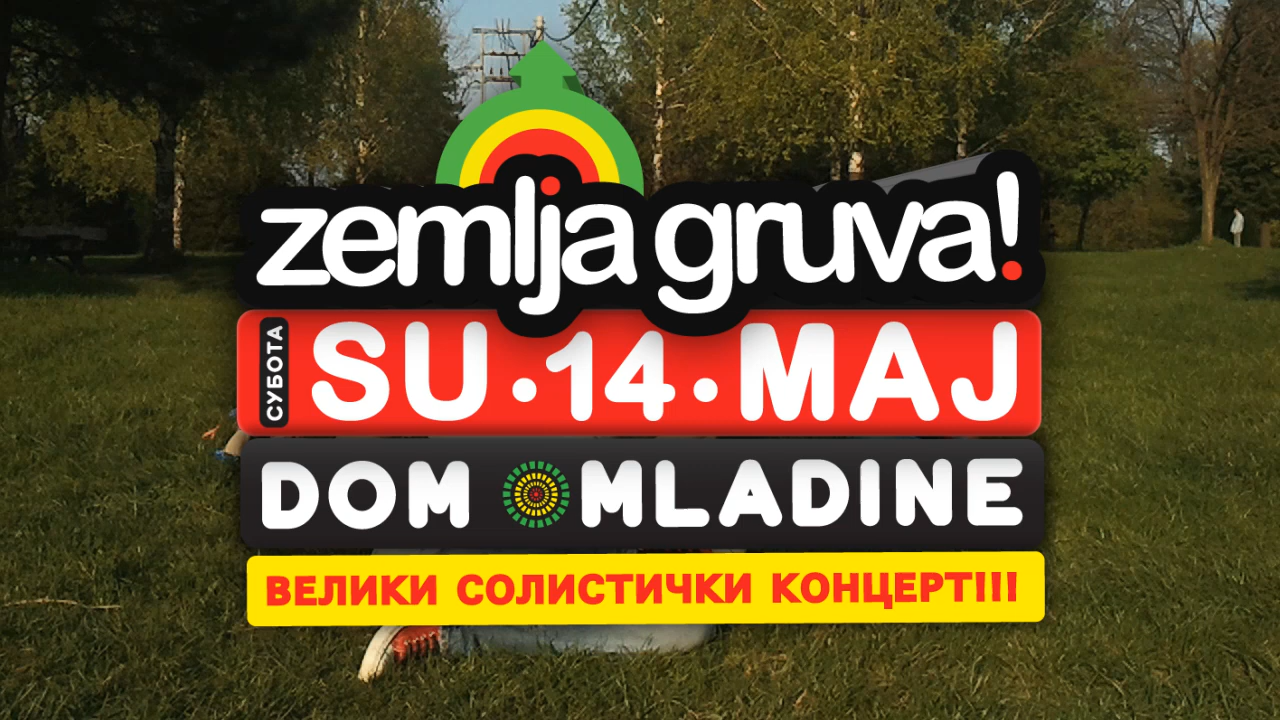 zemlja gruva!
СУБОТА
SU·14·MAJ
DOM MLADINE
ВЕЛИКИ СОЛИСТИЧКИ КОНЦЕРТ!!!